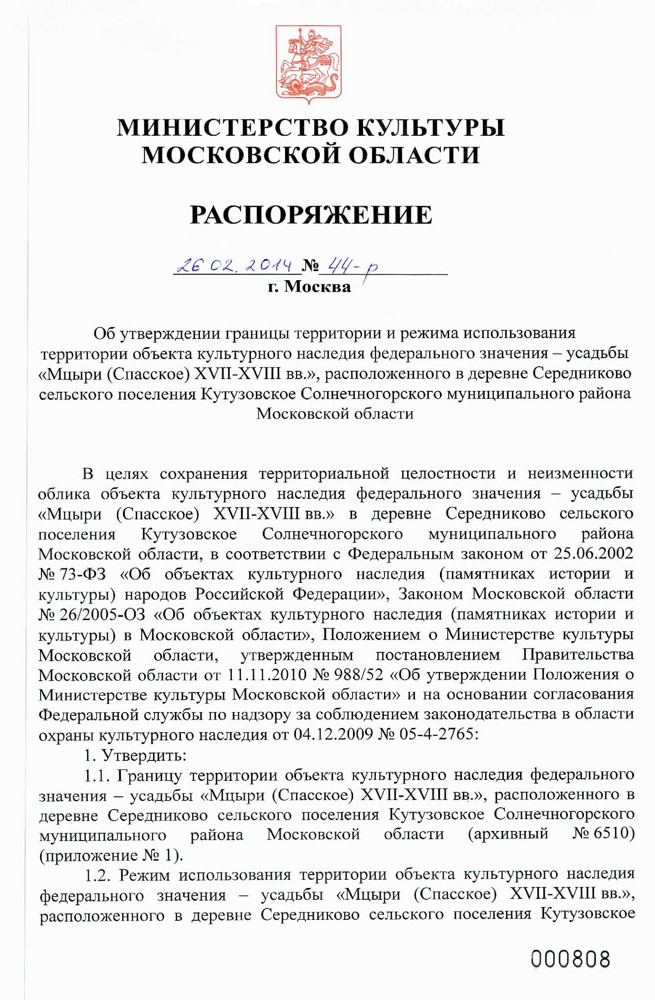 МИНИСТЕРСТВО КУЛЬТУРЫ
МОСКОВСКОЙ ОБЛАСТИ
РАСПОРЯЖЕНИЕ
26 02. 2014 № 44-р
г. Москва
Об утверждении границы территории и режима использования
территории объекта культурного наследия федерального значения – усадьбы
«Мцыри (Спасское) XVII-XVIII вв.», расположенного в деревне Середниково
сельского поселения Кутузовское Солнечногорского муниципального района
Московской области
В целях сохранения территориальной целостности и неизменности
облика объекта культурного наследия федерального значения – усадьбы
«Мцыри (Спасское) XVII-XVIII вв.» в деревне Середниково сельского
поселения Кутузовское Солнечногорского муниципального района
Московской области, в соответствии с Федеральным законом от 25.06.2002
№ 73-ФЗ «Об объектах культурного наследия (памятниках истории и
культуры) народов Российской Федерации», Законом Московской области
№ 26/2005-ОЗ «Об объектах культурного наследия (памятниках истории и
культуры) в Московской области», Положением о Министерстве культуры
Московской области, утвержденным постановлением Правительства
Московской области от 11.11.2010 № 988/52 «Об утверждении Положения о
Министерстве культуры Московской области» и на основании согласования
Федеральной службы по надзору за соблюдением законодательства в области
охраны культурного наследия от 04.12.2009 № 05-4-2765:
1. Утвердить:
1.1. Границу территории объекта культурного наследия федерального
значения – усадьбы «Мцыри (Спасское) XVII-XVIII вв.», расположенного в
деревне Середниково сельского поселения Кутузовское Солнечногорского
муниципального района Московской области (архивный № 6510)
(приложение № 1).
1.2. Режим использования территории объекта культурного наследия
федерального значения – усадьбы «Мцыри (Спасское) XVII-XVIII вв.»,
расположенного в деревне Середниково сельского поселения Кутузовское
000808